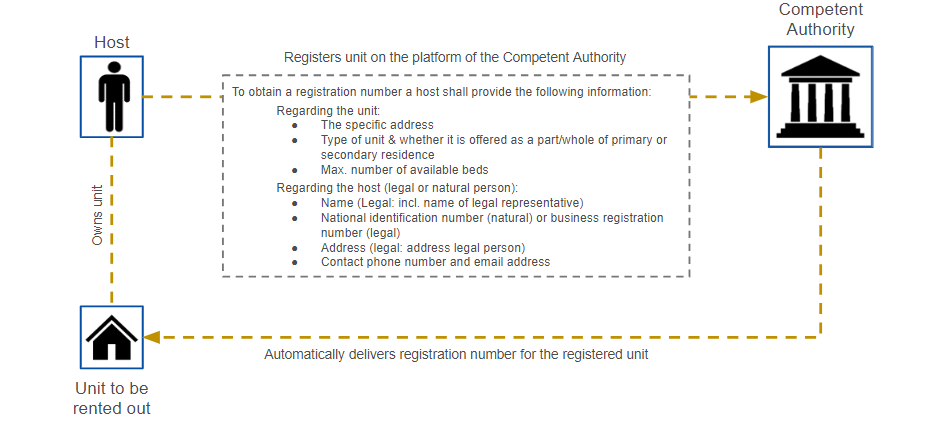 Competent
Authority
Host
Registers unit on the platform of the Competent Authority
To obtain a registration number a host shall provide the following information:
Regarding the unit:
● The specific address
● Type of unit & whether it is offered as a part/whole of primary or
secondary residence
● Max. number of available beds
Regarding the host (legal or natural person):
● Name (Legal: incl. name of legal representative)
● National identification number (natural) or business registration
number (legal)
● Address (legal: address legal person)
● Contact phone number and email address
Owns unit
Automatically delivers registration number for the registered unit
Unit to be
rented out